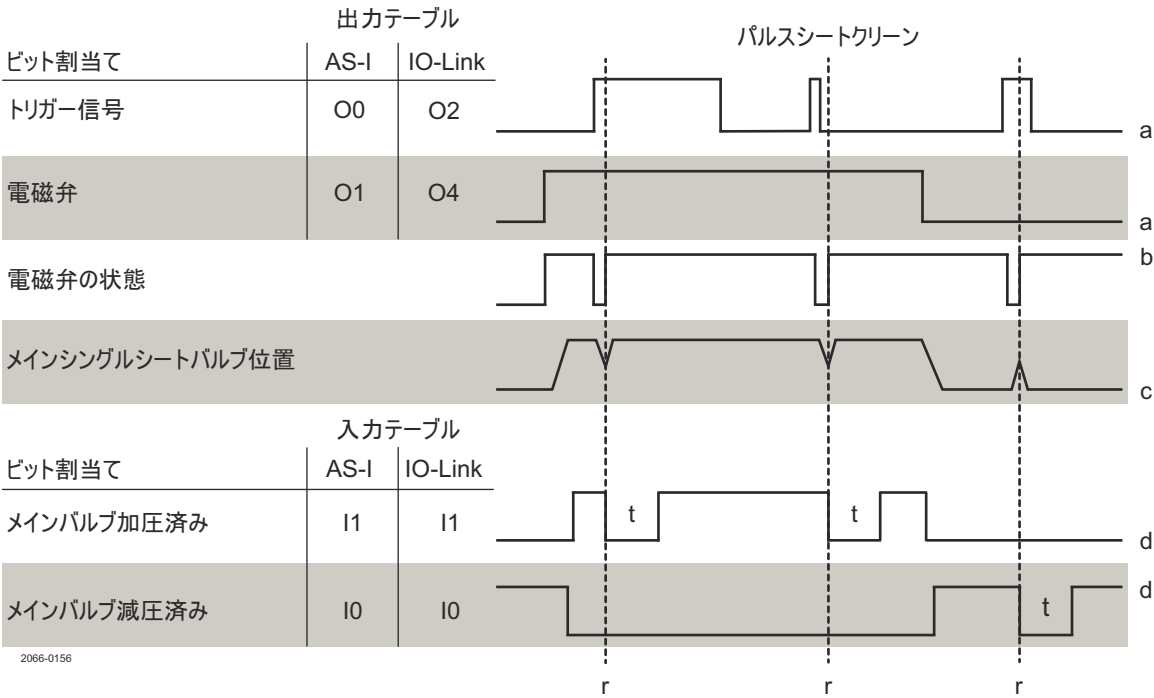 出力テーブル
パルスシートクリーン
ビット割当て AS-I IO-Link
トリガー信号 O0 O2
a
電磁弁 O1 O4
a
電磁弁の状態
b
メインシングルシートバルブ位置
c
入力テーブル
ビット割当て AS-I IO-Link
メインバルブ加圧済み I1 I1 t t
d
メインバルブ減圧済み I0 I0 t
d
2066-0156
r r r